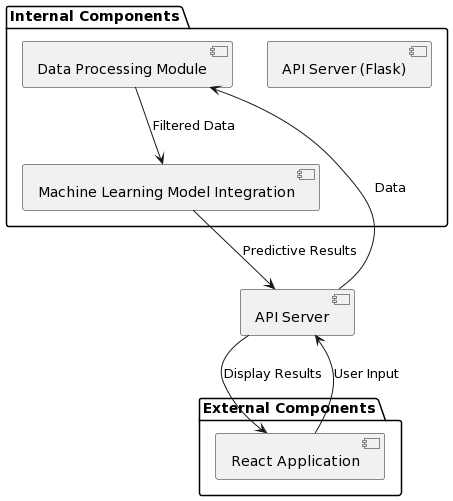 Internal Components
Data Processing Module
API Server (Flask)
Filtered Data
Machine Learning Model Integration
Data
Predictive Results
API Server
Display Results
User Input
External Components
React Application